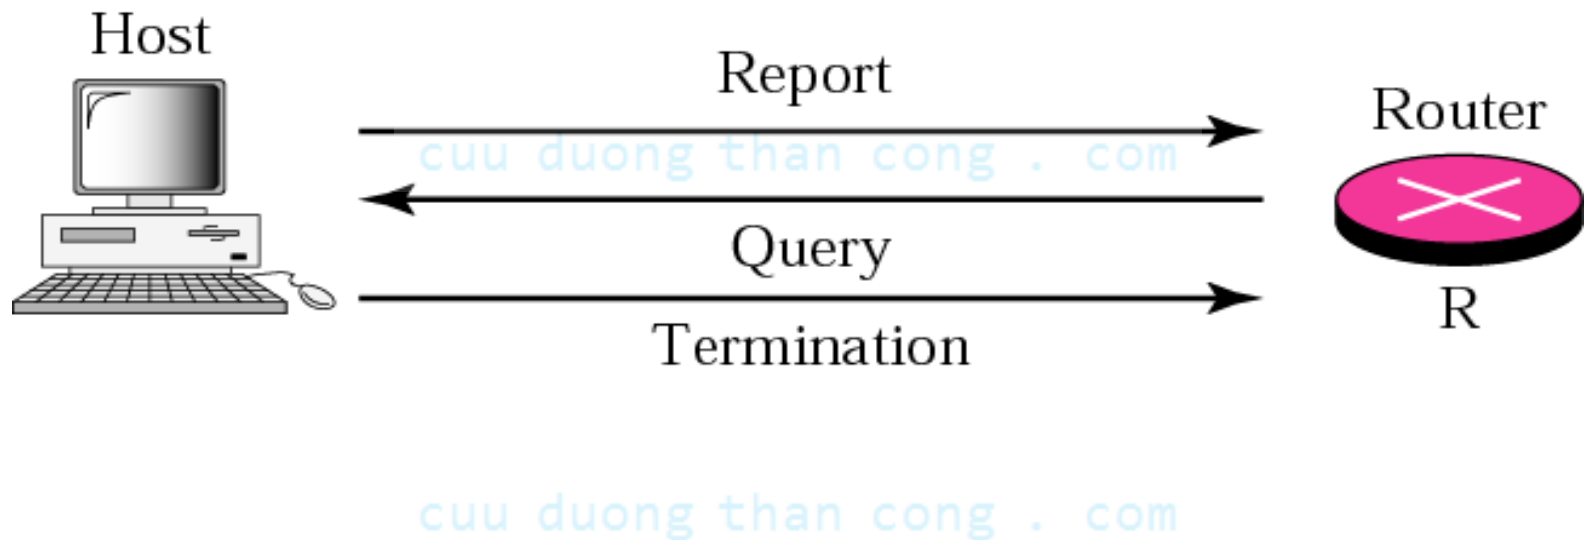 Host
Report
Router
cuu duong than cong . com
Query
R
Termination
cuu duong than cong . com